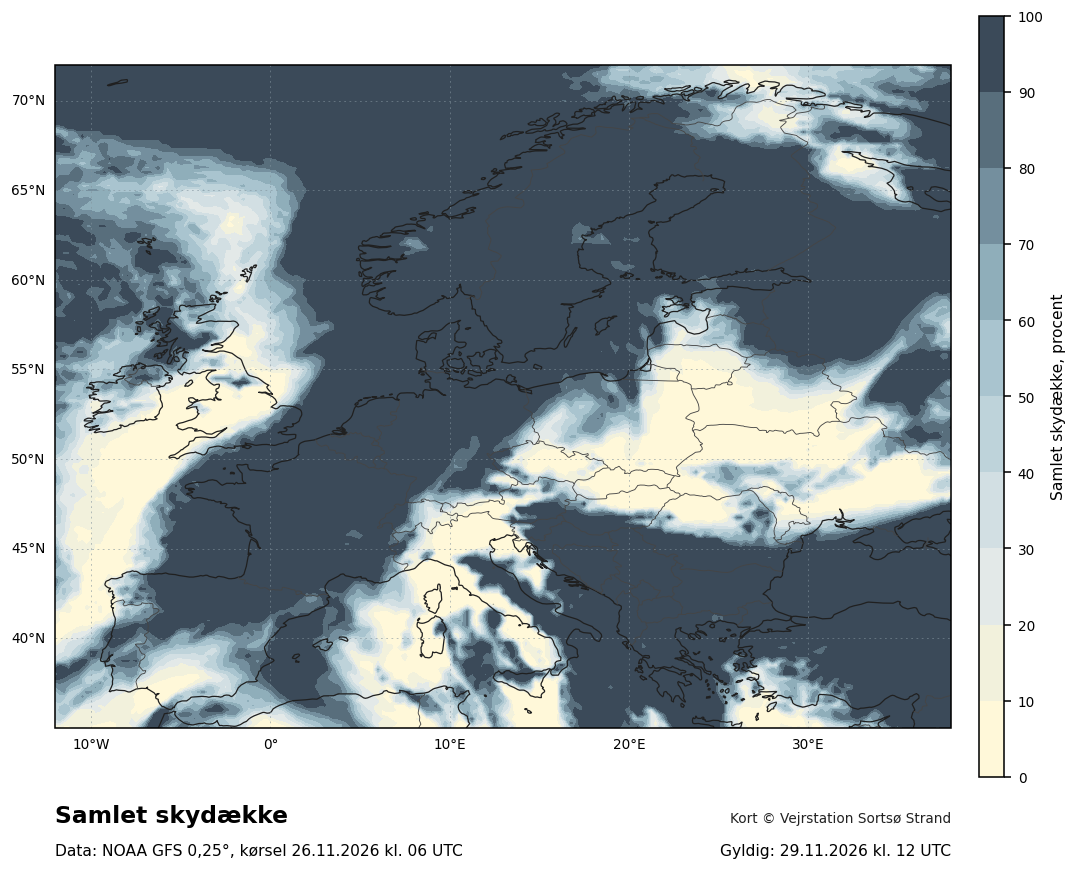 100
90
80
70
60
50
40
30
20
10
0
Samlet skydække, procent
70°N
65°N
60°N
55°N
50°N
45°N
40°N
10°W
0°
10°E
20°E
30°E
Samlet skydække
Kort © Vejrstation Sortsø Strand
Data: NOAA GFS 0,25°, kørsel 26.11.2026 kl. 06 UTC
Gyldig: 29.11.2026 kl. 12 UTC